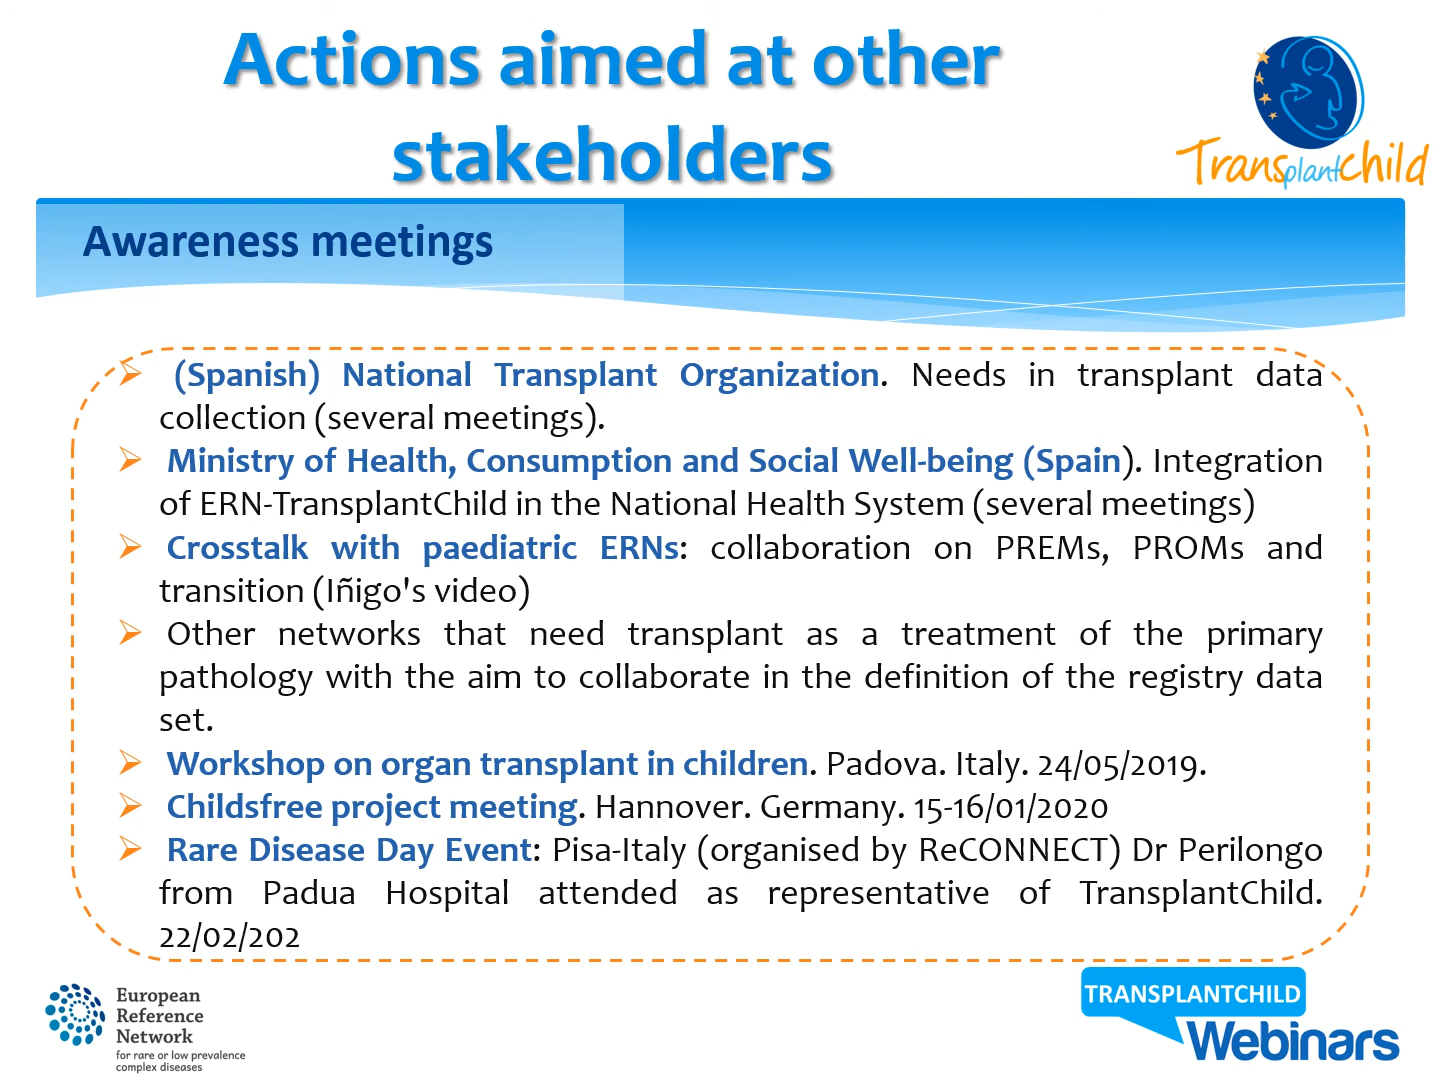 Actions aimed at other
stakeholders
TransplantChild
Awareness meetings
(Spanish) National Transplant Organization. Needs in transplant data
collection (several meetings).
Ministry of Health, Consumption and Social Well-being (Spain). Integration
of ERN-TransplantChild in the National Health System (several meetings)
Crosstalk with paediatric ERNs: collaboration on PREMs, PROMs and
transition (Iñigo's video)
Other networks that need transplant as a treatment of the primary
pathology with the aim to collaborate in the definition of the registry data
set.
Workshop on organ transplant in children. Padova. Italy. 24/05/2019.
Childsfree project meeting. Hannover. Germany. 15-16/01/2020
Rare Disease Day Event: Pisa-Italy (organised by ReCONNECT) Dr Perilongo
from Padua Hospital attended as representative of TransplantChild.
22/02/202
European
Reference
Network
for rare or low prevalence
complex diseases
TRANSPLANTCHILD
Webinars